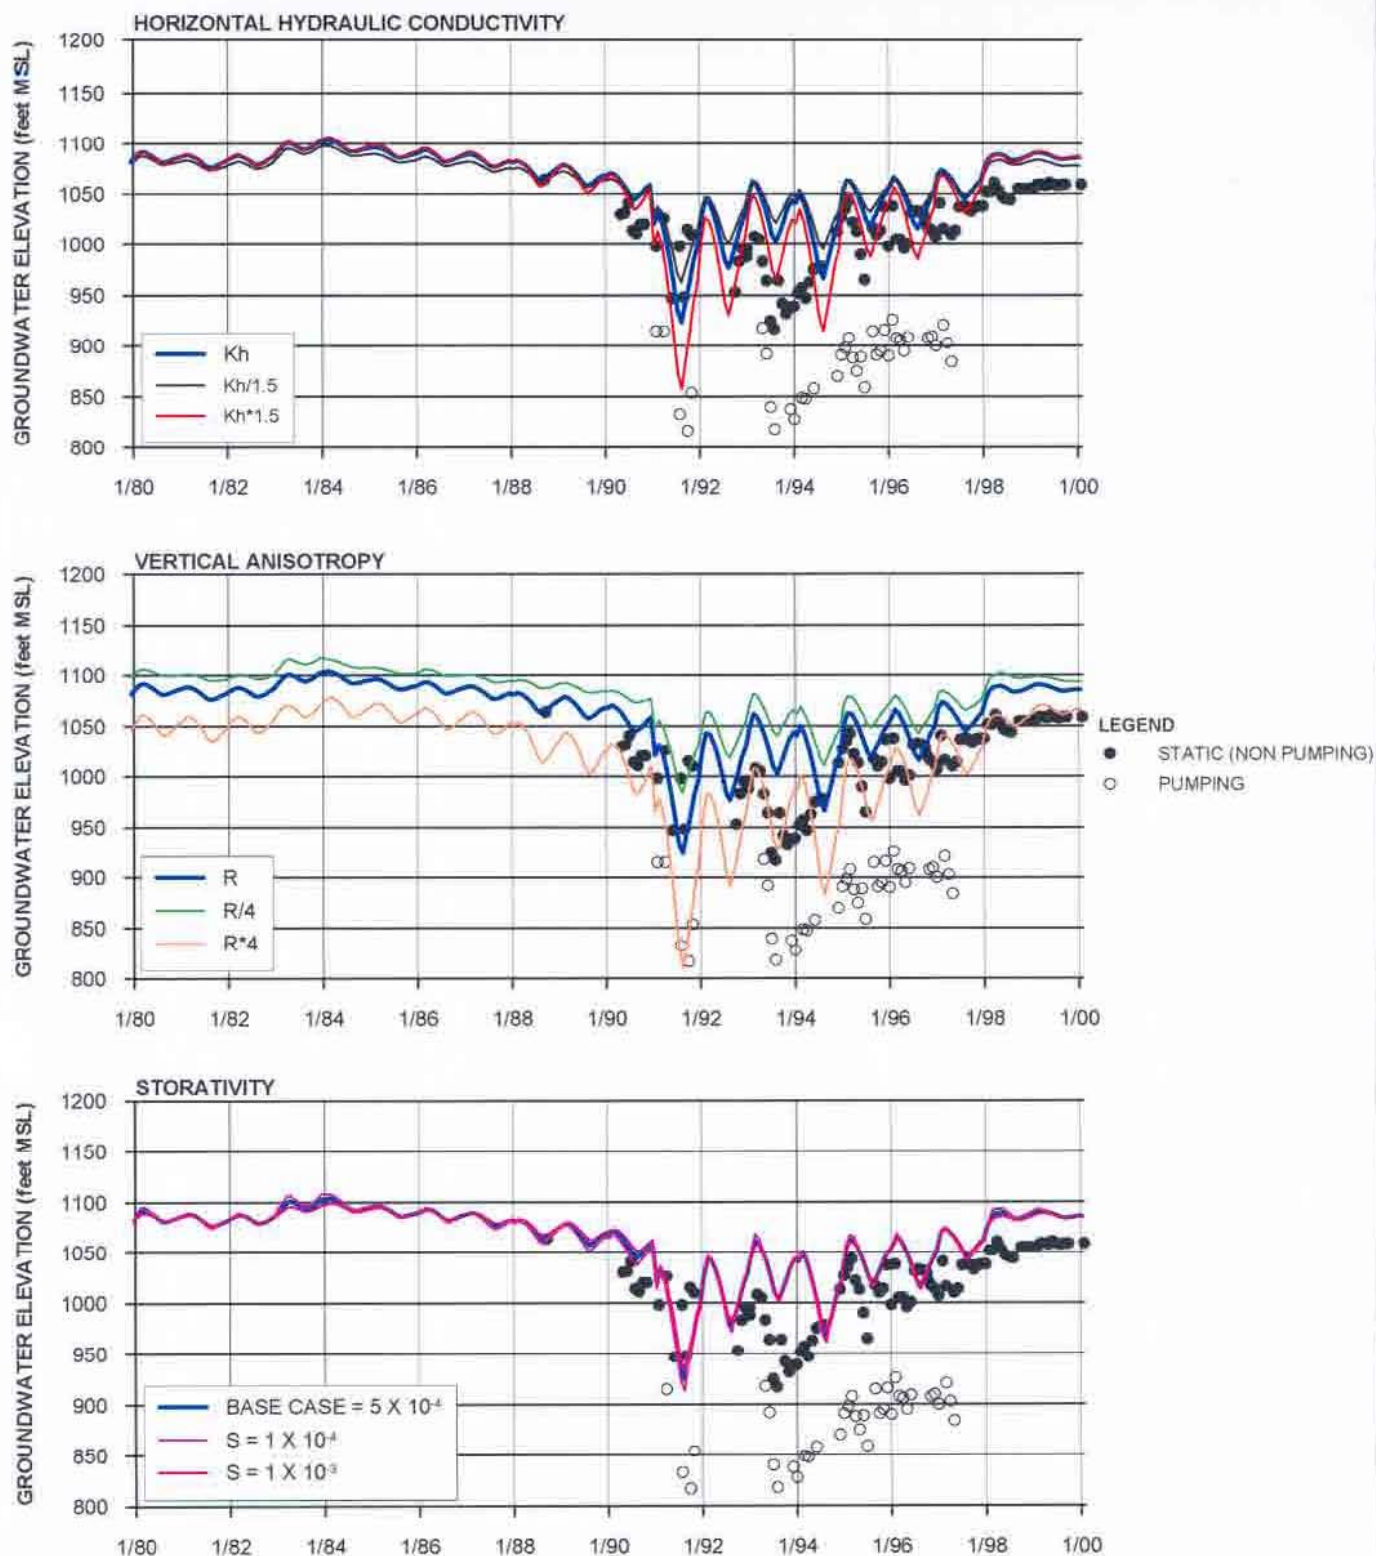 HORIZONTAL HYDRAULIC CONDUCTIVITY
GROUNDWATER ELEVATION (feet MSL)
1200
1150
1100
1050
1000
950
900
850
800
Kh
Kh/1.5
Kh*1.5
1/80 1/82 1/84 1/86 1/88 1/90 1/92 1/94 1/96 1/98 1/00
VERTICAL ANISOTROPY
GROUNDWATER ELEVATION (feet MSL)
1200
1150
1100
1050
1000
950
900
850
800
R
R/4
R*4
1/80 1/82 1/84 1/86 1/88 1/90 1/92 1/94 1/96 1/98 1/00
LEGEND
STATIC (NON PUMPING)
PUMPING
STORATIVITY
GROUNDWATER ELEVATION (feet MSL)
1200
1150
1100
1050
1000
950
900
850
800
BASE CASE = 5 X 10⁻⁴
S = 1 X 10⁻⁴
S = 1 X 10⁻³
1/80 1/82 1/84 1/86 1/88 1/90 1/92 1/94 1/96 1/98 1/00